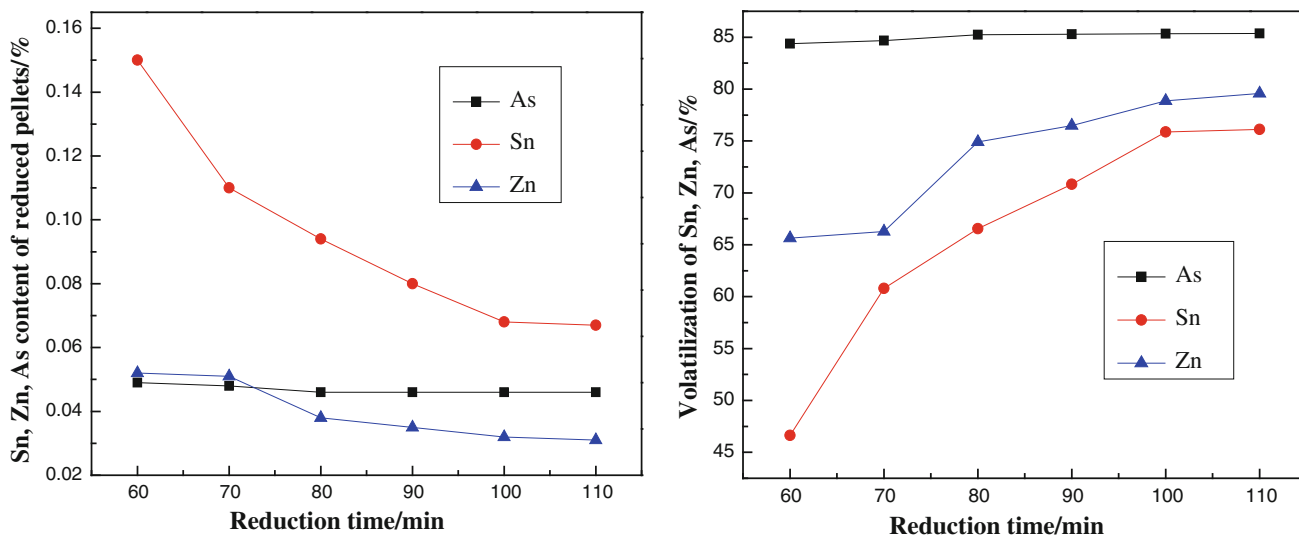 Sn, Zn, As content of reduced pellets/%
0.16
0.14
0.12
0.10
0.08
0.06
0.04
0.02
As
Sn
Zn
60 70 80 90 100 110
Reduction time/min
Volatilization of Sn, Zn, As/%
85
80
75
70
65
60
55
50
45
As
Sn
Zn
60 70 80 90 100 110
Reduction time/min